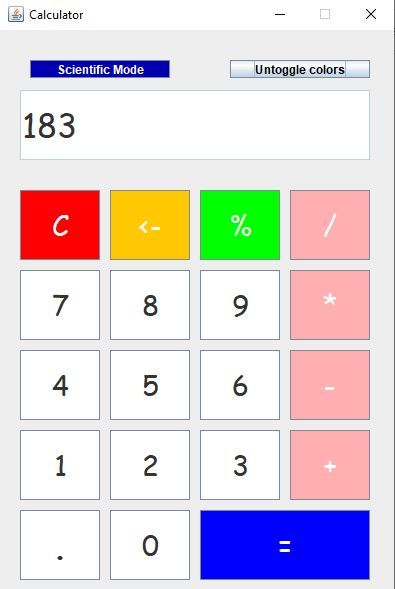 Calculator
Scientific Mode Untoggle colors
183
C <- % /
7 8 9 *
4 5 6 -
1 2 3 +
. 0 =